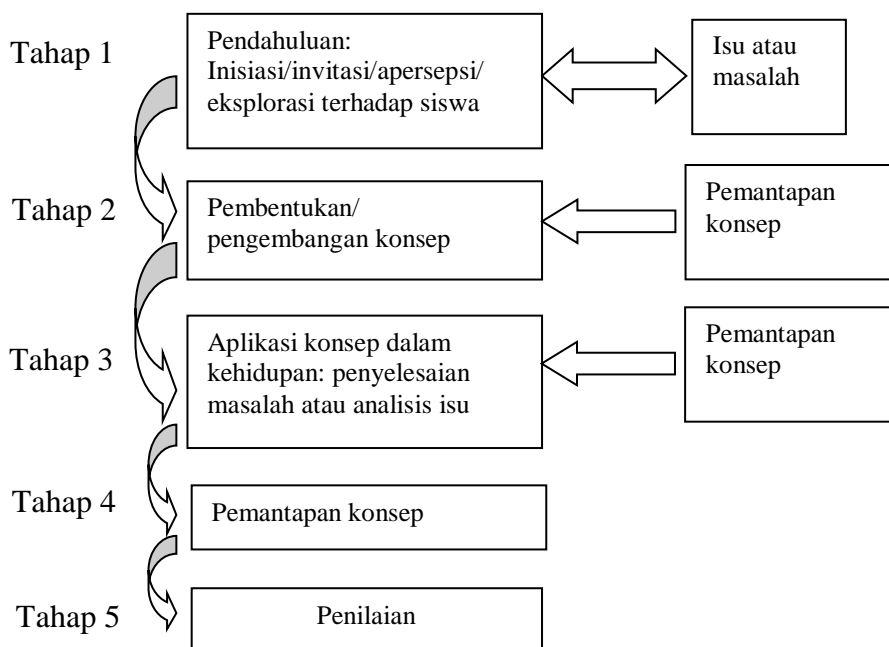 Tahap 1
Pendahuluan:
Inisiasi/invitasi/apersepsi/
eksplorasi terhadap siswa
Isu atau
masalah
Tahap 2
Pembentukan/
pengembangan konsep
Pemantapan
konsep
Tahap 3
Aplikasi konsep dalam
kehidupan: penyelesaian
masalah atau analisis isu
Pemantapan
konsep
Tahap 4
Pemantapan konsep
Tahap 5
Penilaian